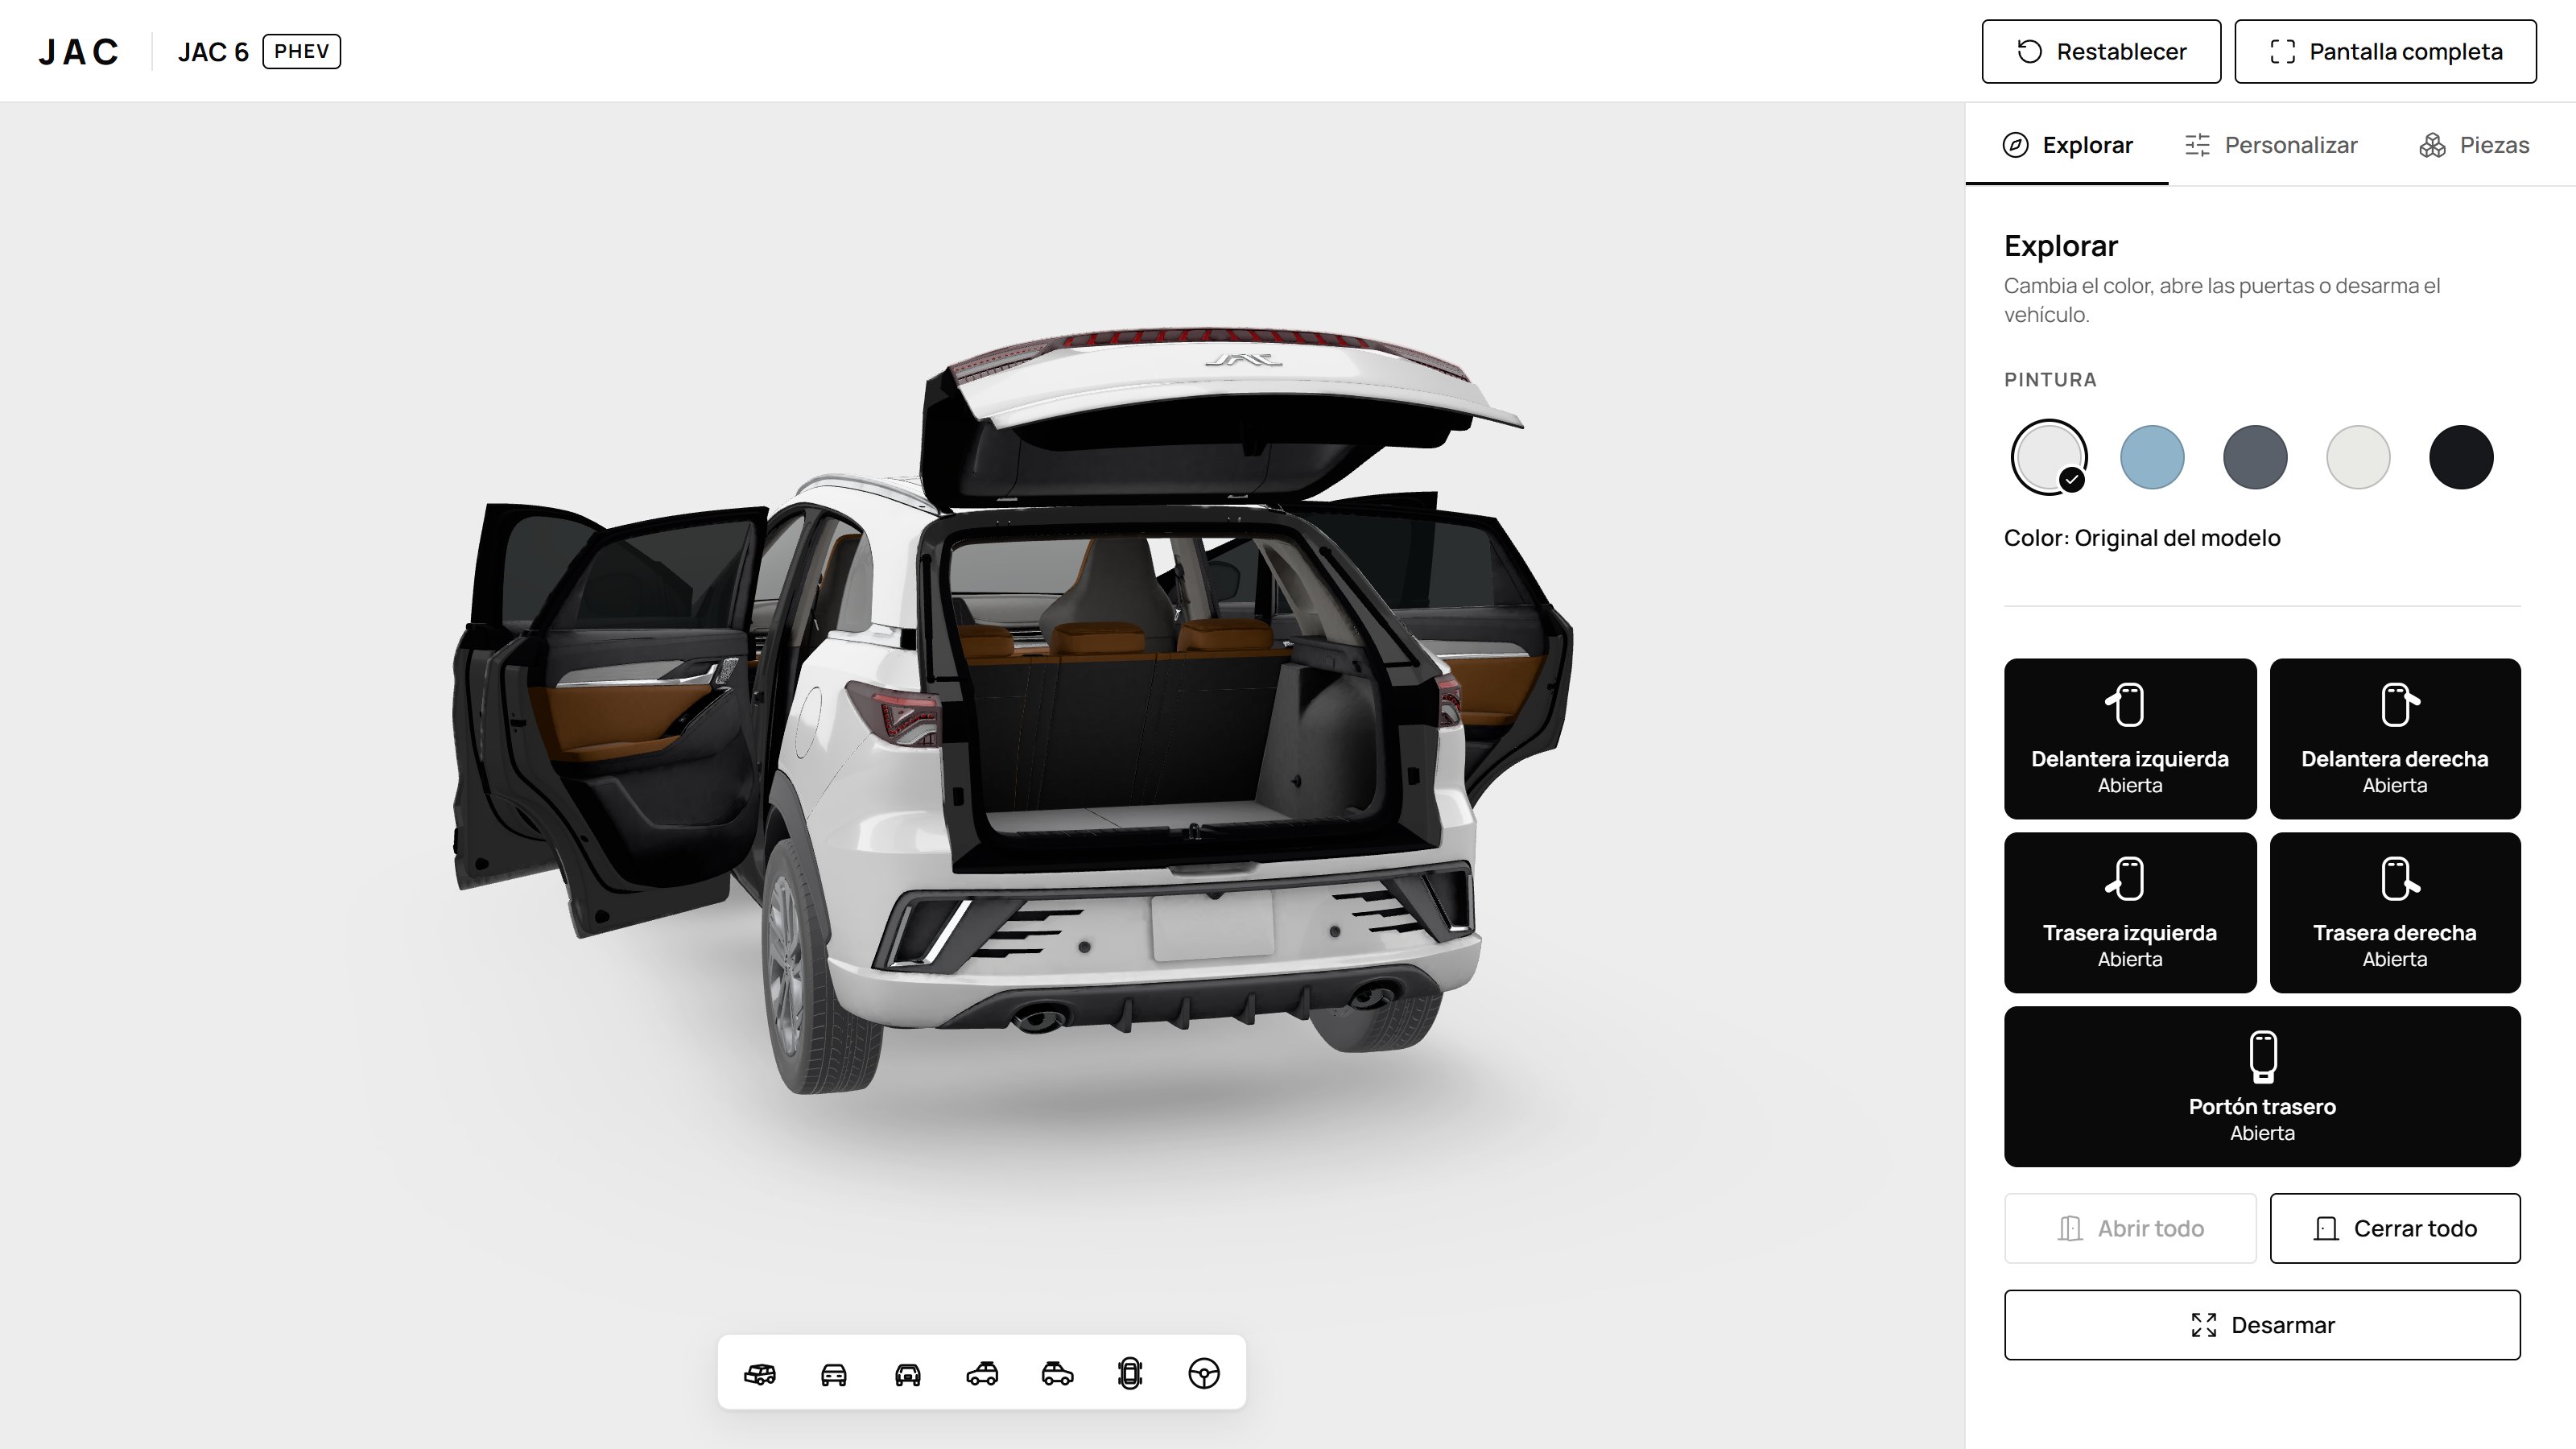 JAC
JAC 6
PHEV
Restablecer
Pantalla completa
Explorar
Personalizar
Piezas
Explorar
Cambia el color, abre las puertas o desarma el
vehículo.
PINTURA
Color: Original del modelo
JAC
Delantera izquierda
Abierta
Delantera derecha
Abierta
Trasera izquierda
Abierta
Trasera derecha
Abierta
Portón trasero
Abierta
Abrir todo
Cerrar todo
Desarmar